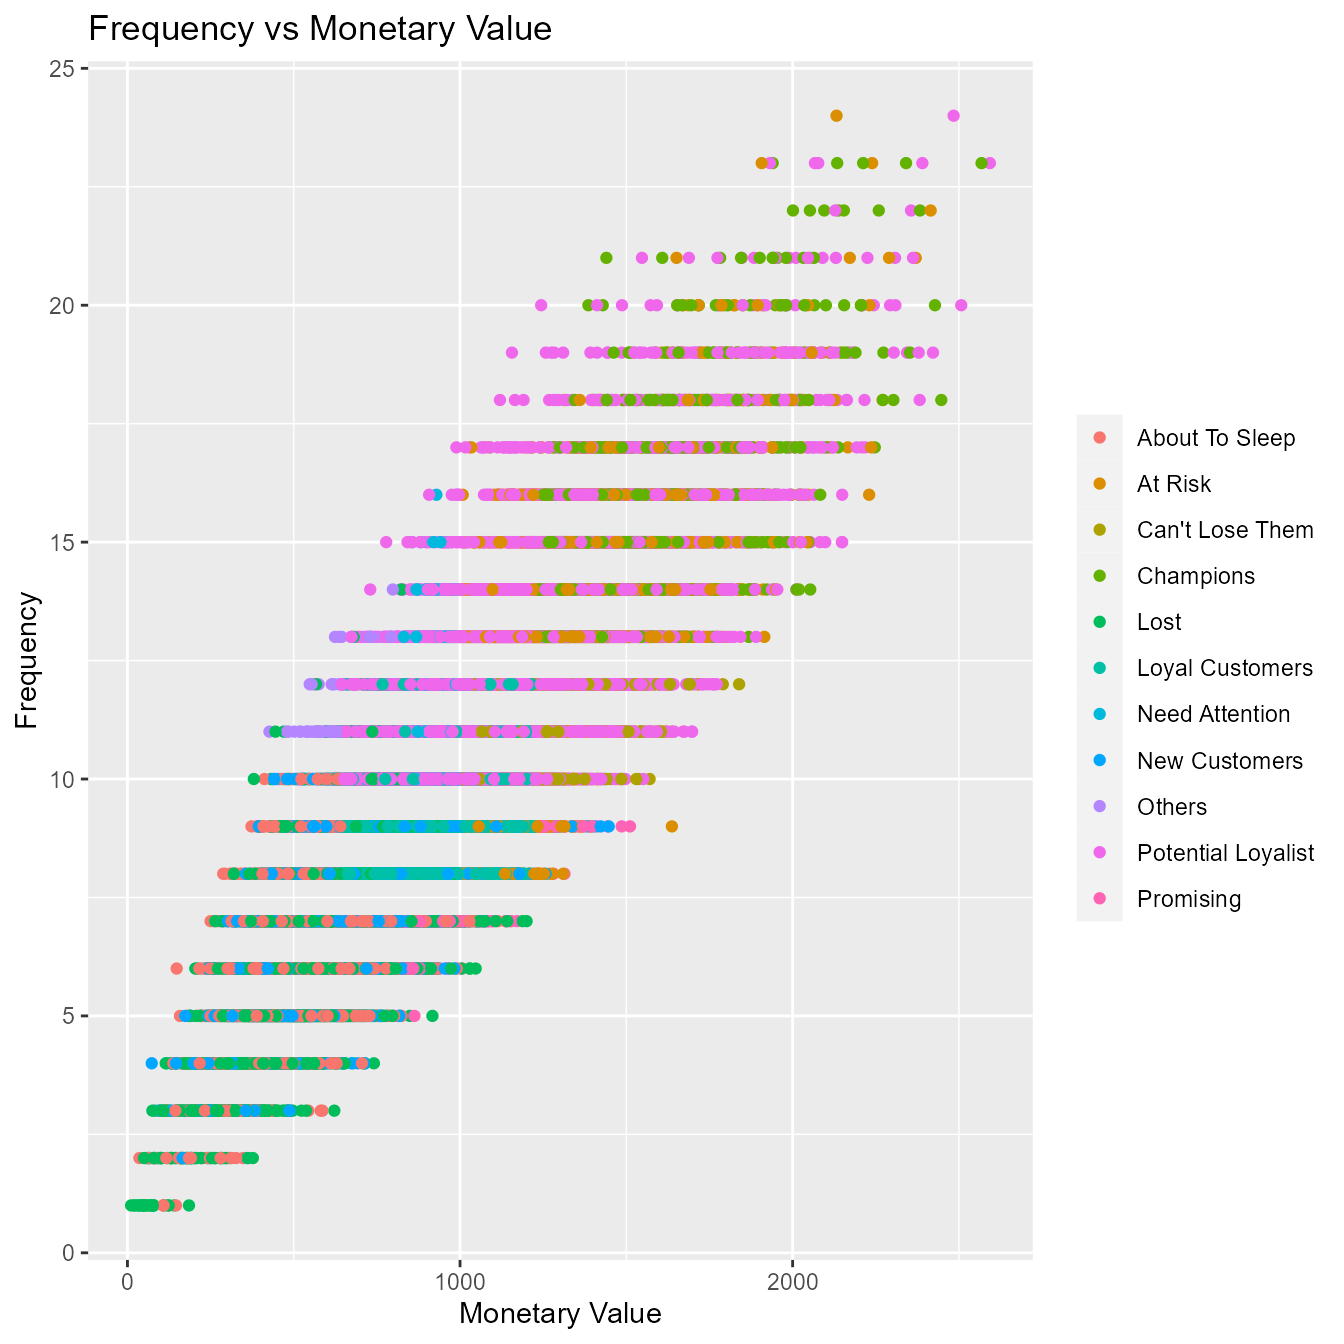 Frequency vs Monetary Value
25
20
15
10
5
0
Frequency
0 1000 2000
Monetary Value
About To Sleep
At Risk
Can't Lose Them
Champions
Lost
Loyal Customers
Need Attention
New Customers
Others
Potential Loyalist
Promising